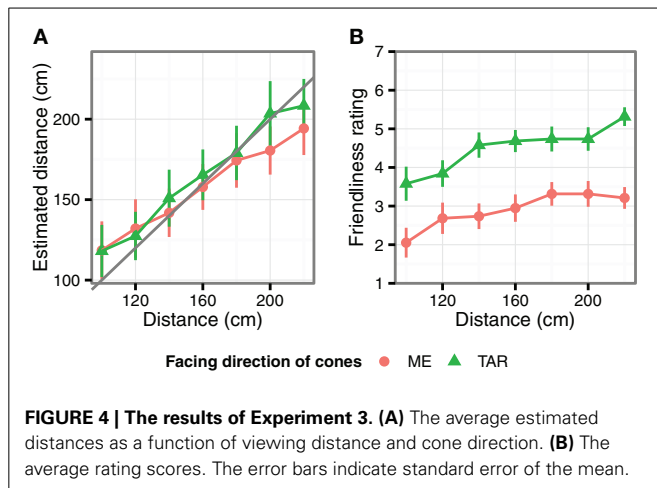 A
B
Estimated distance (cm)
200
150
100
120
160
200
Distance (cm)
Friendliness rating
7
6
5
4
3
2
1
120
160
200
Distance (cm)
Facing direction of cones ME TAR
FIGURE 4 | The results of Experiment 3. (A) The average estimated
distances as a function of viewing distance and cone direction. (B) The
average rating scores. The error bars indicate standard error of the mean.